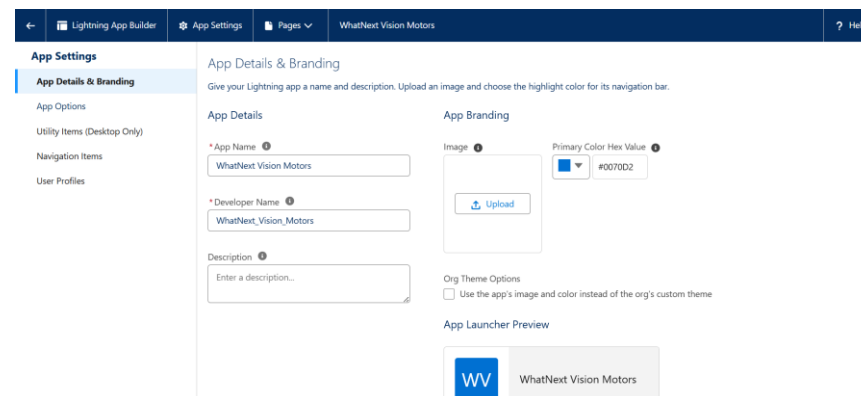 Lightning App Builder App Settings Pages WhatNext Vision Motors ? Hel
App Settings
App Details & Branding
App Options
Utility Items (Desktop Only)
Navigation Items
User Profiles
App Details & Branding
Give your Lightning app a name and description. Upload an image and choose the highlight color for its navigation bar.
App Details
* App Name
WhatNext Vision Motors
* Developer Name
WhatNext_Vision_Motors
Description
Enter a description...
App Branding
Image
Upload
Primary Color Hex Value
#0070D2
Org Theme Options
Use the app's image and color instead of the org's custom theme
App Launcher Preview
WV
WhatNext Vision Motors